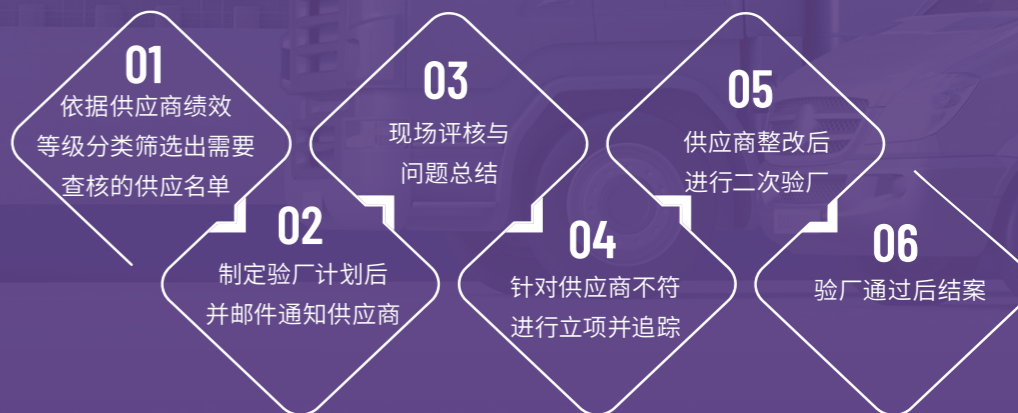 01
依据供应商绩效
等级分类筛选出需要
查核的供应名单
02
制定验厂计划后
并邮件通知供应商
03
现场评核与
问题总结
04
针对供应商不符
进行立项并追踪
05
供应商整改后
进行二次验厂
06
验厂通过后结案